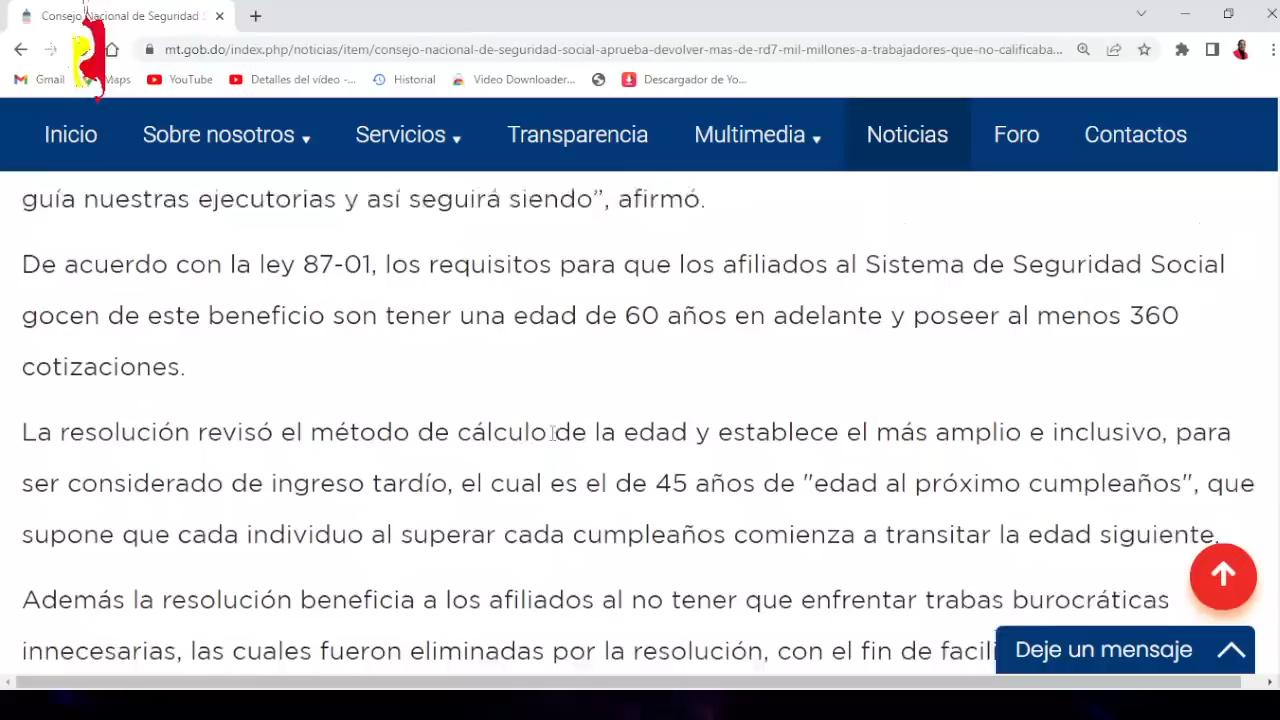 Consejo Nacional de Seguridad S
mt.gob.do/index.php/noticias/item/consejo-nacional-de-seguridad-social-aprueba-devolver-mas-de-rd7-mil-millones-a-trabajadores-que-no-calificaba...
Gmail Maps YouTube Detalles del vídeo -... Historial Video Downloader... Descargador de Yo...
Inicio Sobre nosotros Servicios Transparencia Multimedia Noticias Foro Contactos
guía nuestras ejecutorias y así seguirá siendo”, afirmó.
De acuerdo con la ley 87-01, los requisitos para que los afiliados al Sistema de Seguridad Social
gocen de este beneficio son tener una edad de 60 años en adelante y poseer al menos 360
cotizaciones.
La resolución revisó el método de cálculo de la edad y establece el más amplio e inclusivo, para
ser considerado de ingreso tardío, el cual es el de 45 años de "edad al próximo cumpleaños", que
supone que cada individuo al superar cada cumpleaños comienza a transitar la edad siguiente.
Además la resolución beneficia a los afiliados al no tener que enfrentar trabas burocráticas
innecesarias, las cuales fueron eliminadas por la resolución, con el fin de facili
Deje un mensaje